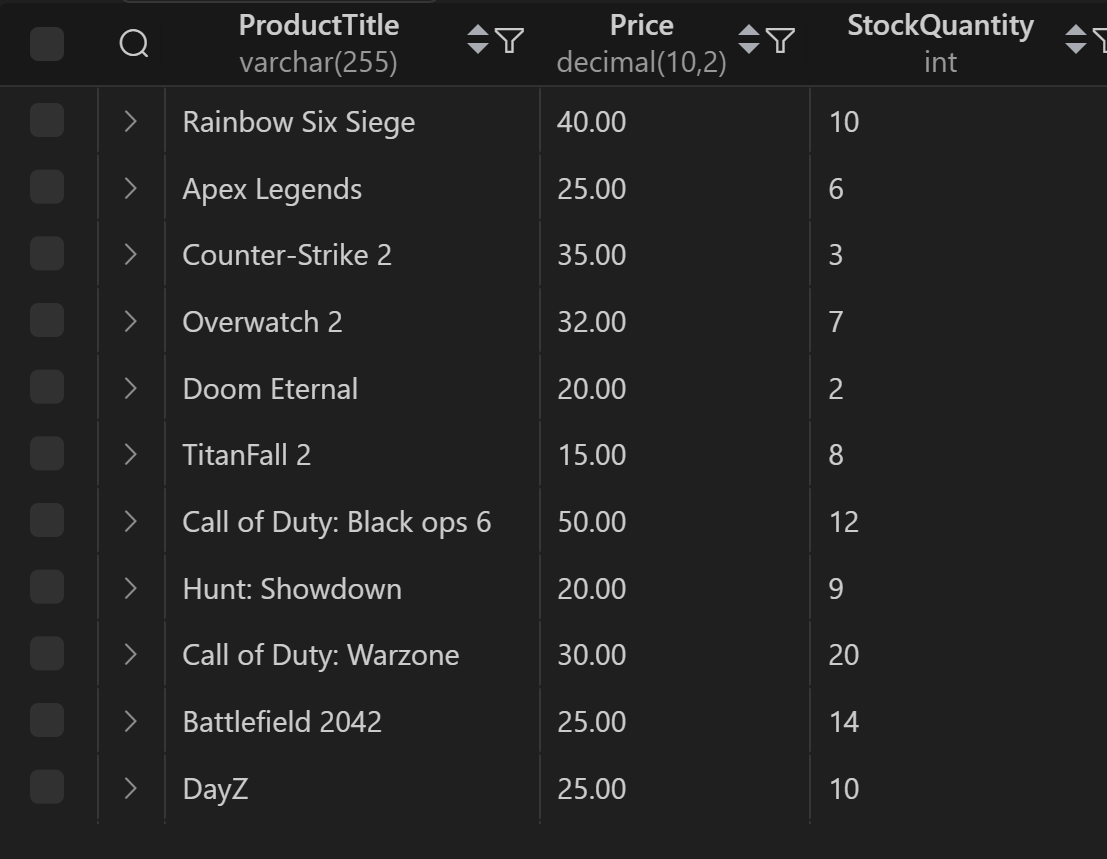 ProductTitle Price StockQuantity
varchar(255) decimal(10,2) int
Rainbow Six Siege 40.00 10
Apex Legends 25.00 6
Counter-Strike 2 35.00 3
Overwatch 2 32.00 7
Doom Eternal 20.00 2
TitanFall 2 15.00 8
Call of Duty: Black ops 6 50.00 12
Hunt: Showdown 20.00 9
Call of Duty: Warzone 30.00 20
Battlefield 2042 25.00 14
DayZ 25.00 10